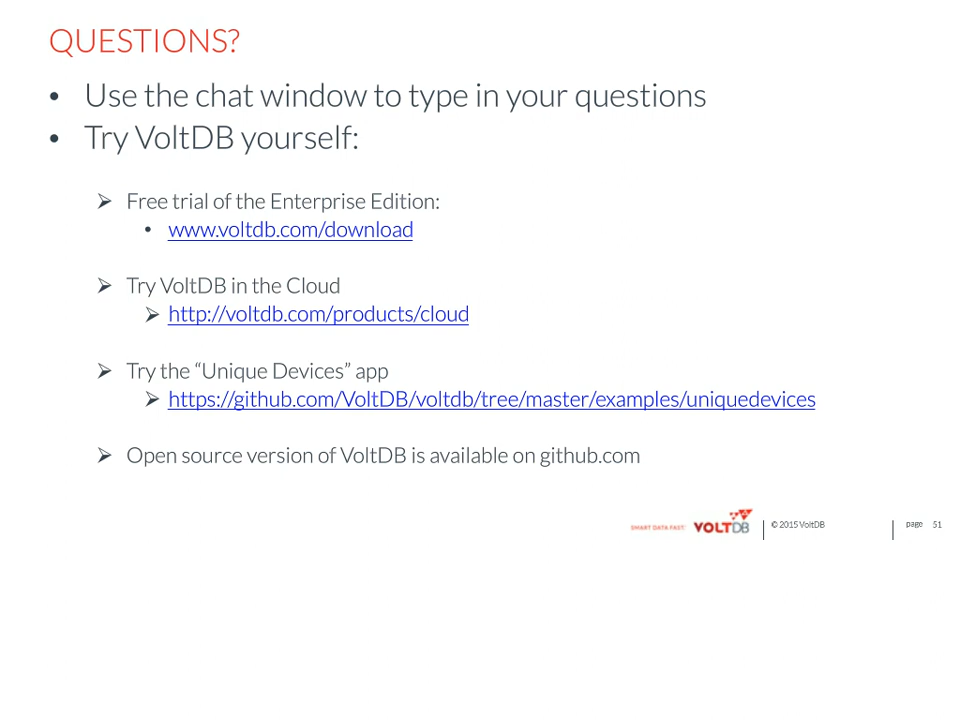 QUESTIONS?
• Use the chat window to type in your questions
• Try VoltDB yourself:
➢ Free trial of the Enterprise Edition:
• www.voltdb.com/download
➢ Try VoltDB in the Cloud
➢ http://voltdb.com/products/cloud
➢ Try the “Unique Devices” app
➢ https://github.com/VoltDB/voltdb/tree/master/examples/uniquedevices
➢ Open source version of VoltDB is available on github.com
SMART DATA FAST. VOLTDB © 2015 VoltDB page 51